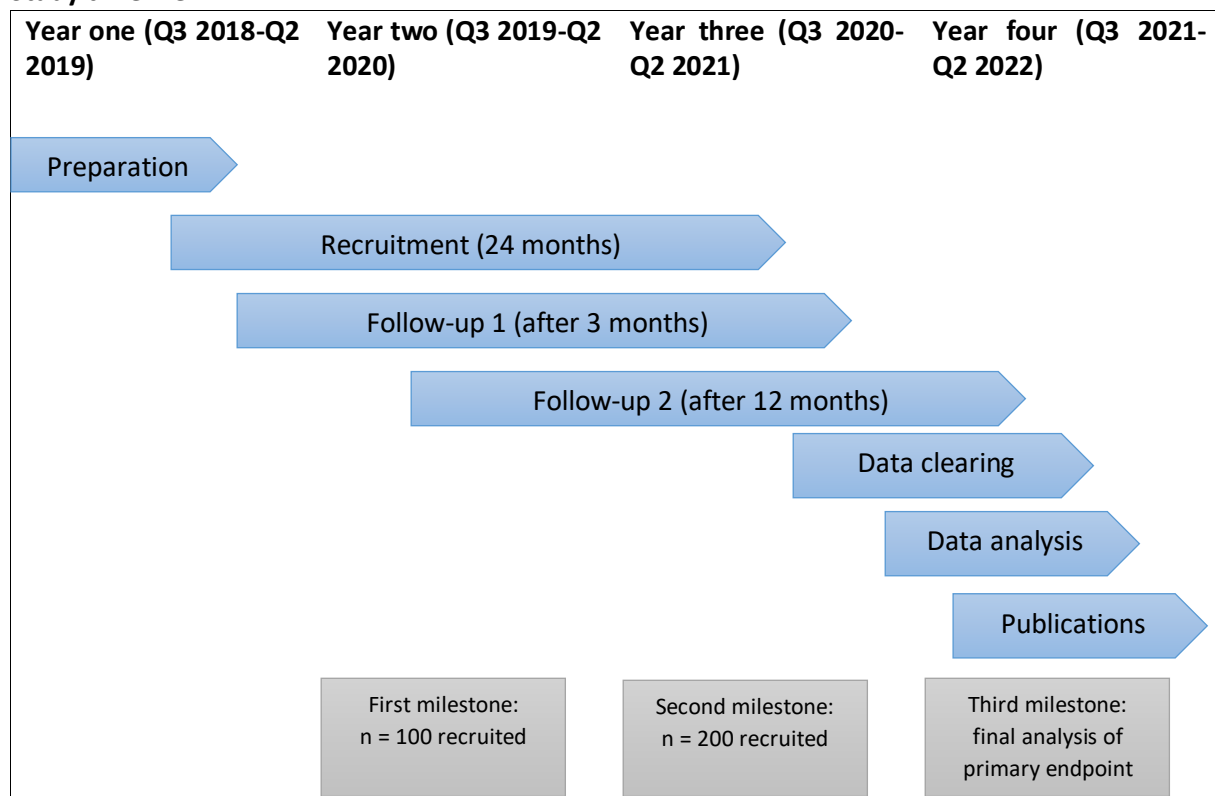 Year one (Q3 2018-Q2
2019)
Year two (Q3 2019-Q2
2020)
Year three (Q3 2020-
Q2 2021)
Year four (Q3 2021-
Q2 2022)
Preparation
Recruitment (24 months)
Follow-up 1 (after 3 months)
Follow-up 2 (after 12 months)
Data clearing
Data analysis
Publications
First milestone:
n = 100 recruited
Second milestone:
n = 200 recruited
Third milestone:
final analysis of
primary endpoint